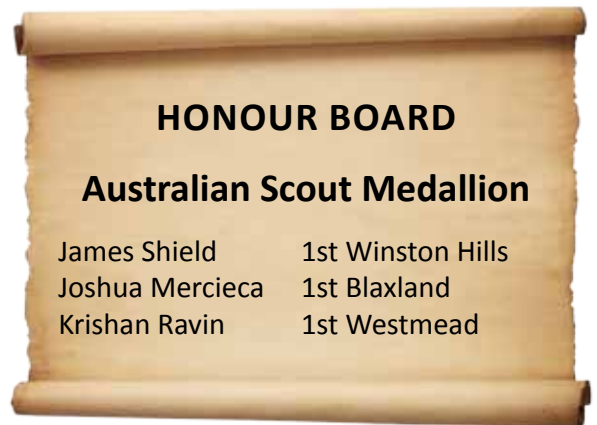 HONOUR BOARD
Australian Scout Medallion
James Shield 1st Winston Hills
Joshua Mercieca 1st Blaxland
Krishan Ravin 1st Westmead